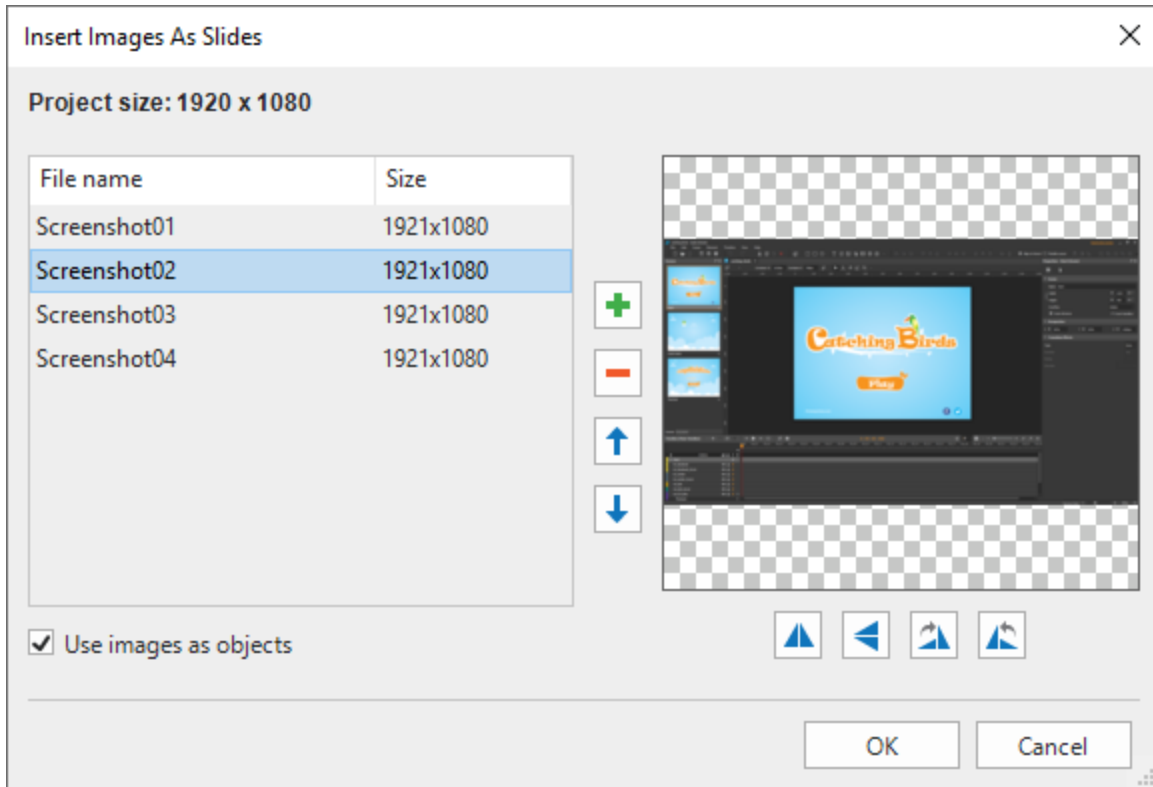 Insert Images As Slides
Project size: 1920 x 1080
File name Size
Screenshot01 1921x1080
Screenshot02 1921x1080
Screenshot03 1921x1080
Screenshot04 1921x1080
Catching Birds
Play
Use images as objects
OK Cancel